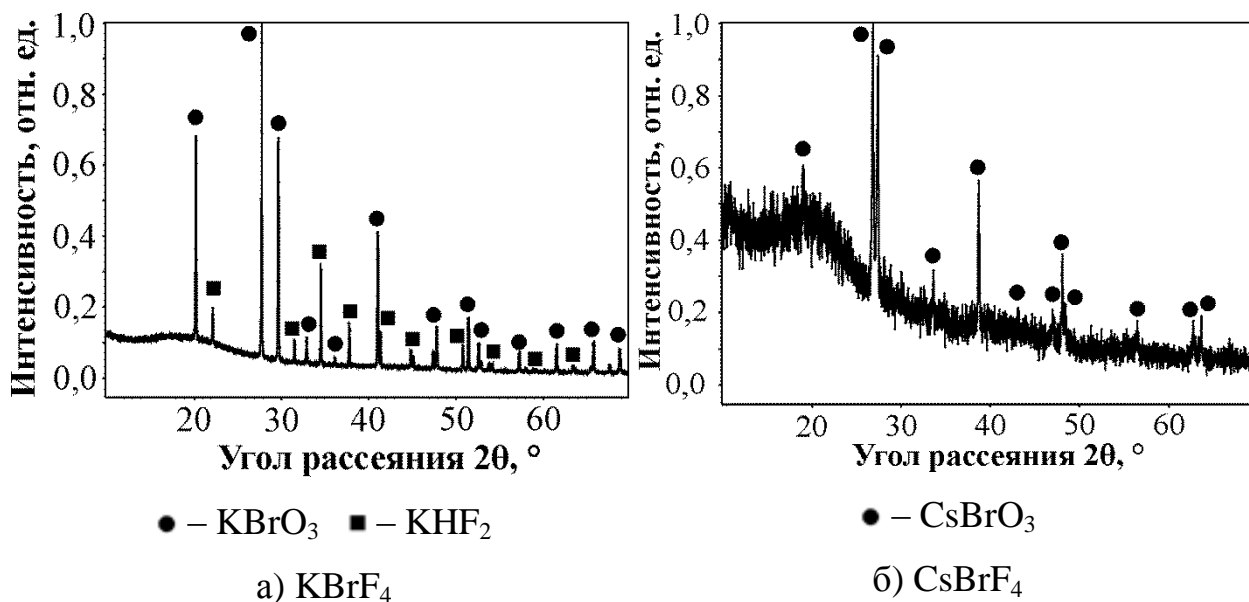 Интенсивность, отн. ед.
1,0
0,8
0,6
0,4
0,2
0,0
20 30 40 50 60
Угол рассеяния 2θ, °
● – KBrO₃ ■ – KHF₂
а) KBrF₄
Интенсивность, отн. ед.
1,0
0,8
0,6
0,4
0,2
0,0
20 30 40 50 60
Угол рассеяния 2θ, °
● – CsBrO₃
б) CsBrF₄